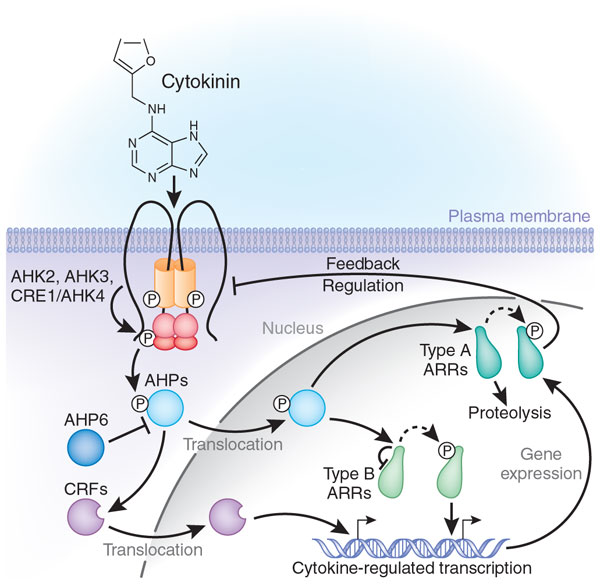 O
Cytokinin
NH
H
N
N
N
N
Plasma membrane
AHK2, AHK3,
CRE1/AHK4
P
P
P
Feedback
Regulation
Nucleus
P
Type A
ARRs
AHPs
P
P
Proteolysis
AHP6
Translocation
Gene
expression
P
Type B
ARRs
CRFs
Translocation
Cytokine-regulated transcription